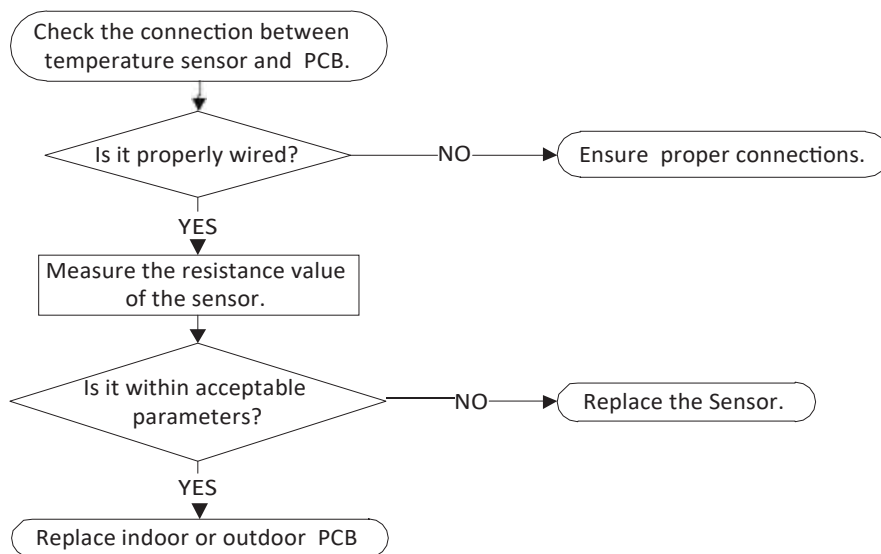 Check the connection between
temperature sensor and PCB.
Is it properly wired?
NO
Ensure proper connections.
YES
Measure the resistance value
of the sensor.
Is it within acceptable
parameters?
NO
Replace the Sensor.
YES
Replace indoor or outdoor PCB